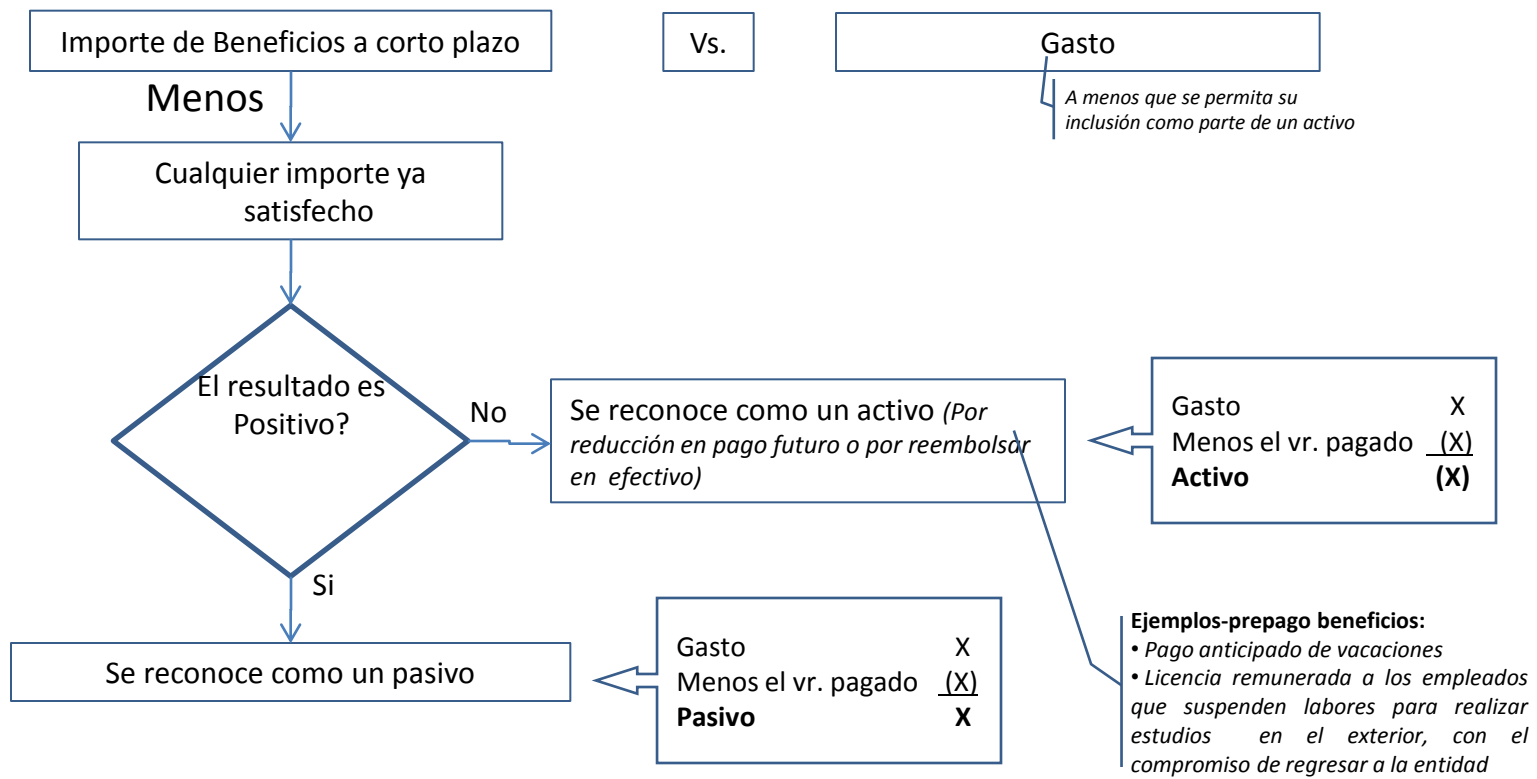 Importe de Beneficios a corto plazo
Vs.
Gasto
Menos
A menos que se permita su
inclusión como parte de un activo
Cualquier importe ya
satisfecho
El resultado es
Positivo?
No
Se reconoce como un activo (Por
reducción en pago futuro o por reembolsar
en efectivo)
Gasto X
Menos el vr. pagado (X)
Activo (X)
Si
Se reconoce como un pasivo
Gasto X
Menos el vr. pagado (X)
Pasivo X
Ejemplos-prepago beneficios:
• Pago anticipado de vacaciones
• Licencia remunerada a los empleados
que suspenden labores para realizar
estudios en el exterior, con el
compromiso de regresar a la entidad